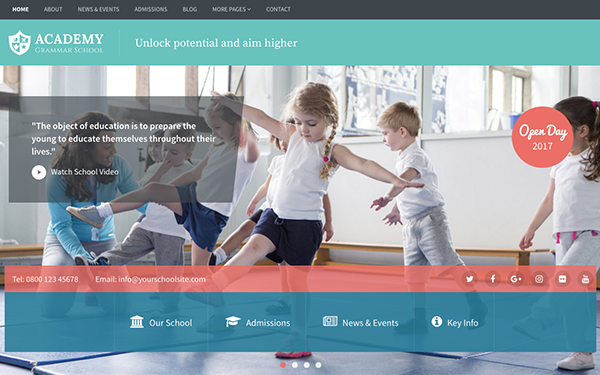 HOME ABOUT NEWS & EVENTS ADMISSIONS BLOG MORE PAGES CONTACT
ACADEMY
GRAMMAR SCHOOL
Unlock potential and aim higher
"The object of education is to prepare the
young to educate themselves throughout their
lives."
Watch School Video
Open Day
2017
Tel: 0800 123 45678 Email: info@yourschoolsite.com
Our School Admissions News & Events Key Info